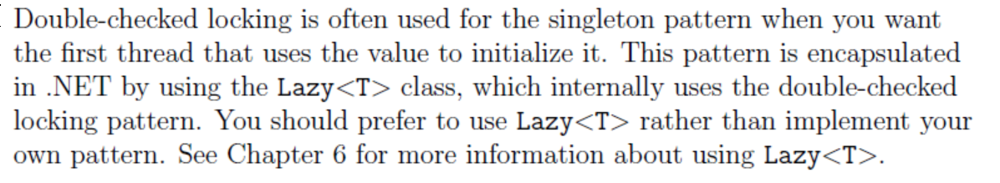 Double-checked locking is often used for the singleton pattern when you want
the first thread that uses the value to initialize it. This pattern is encapsulated
in .NET by using the Lazy<T> class, which internally uses the double-checked
locking pattern. You should prefer to use Lazy<T> rather than implement your
own pattern. See Chapter 6 for more information about using Lazy<T>.